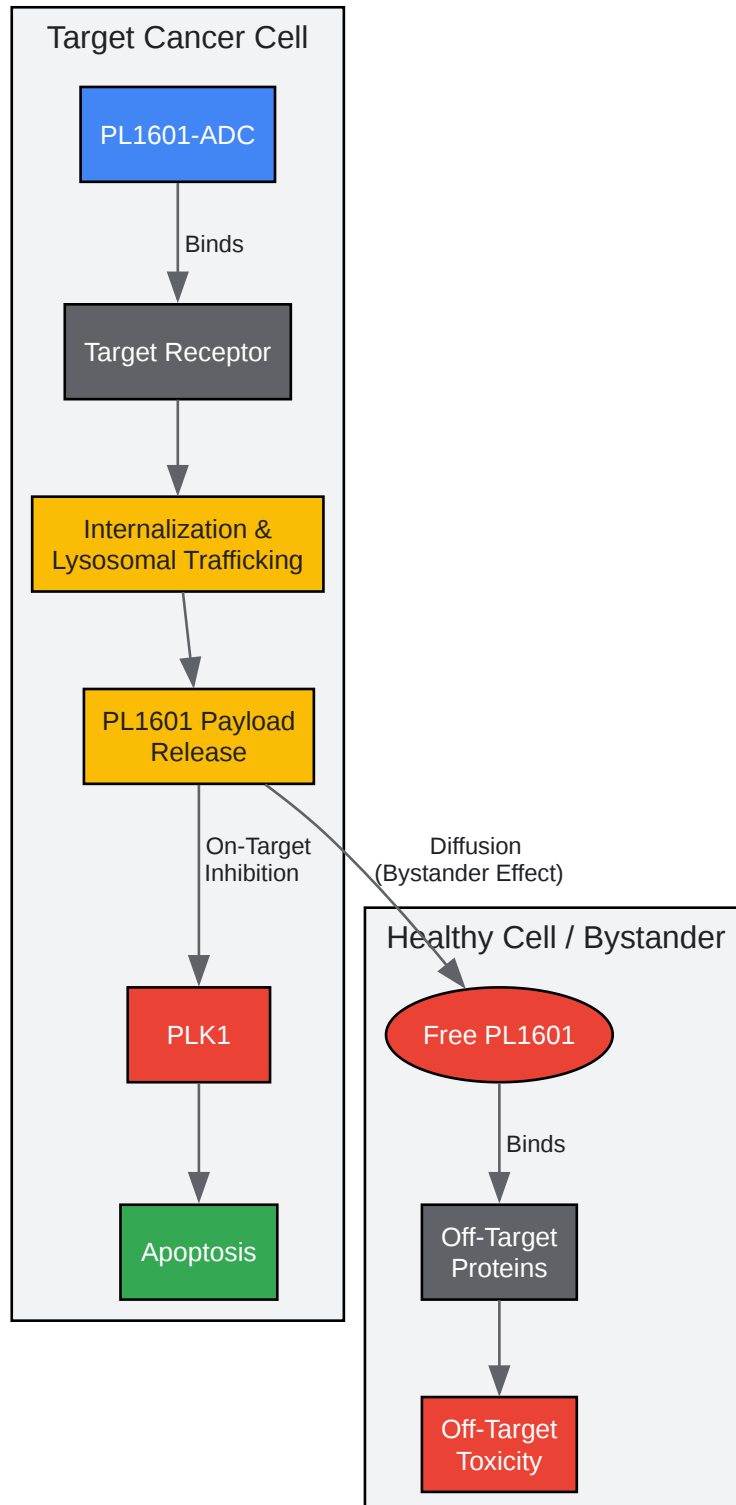 Target Cancer Cell
PL1601-ADC
Binds
Target Receptor
Internalization &
Lysosomal Trafficking
PL1601 Payload
Release
On-Target
Inhibition
Diffusion
(Bystander Effect)
Healthy Cell / Bystander
PLK1
Free PL1601
Binds
Apoptosis
Off-Target
Proteins
Off-Target
Toxicity